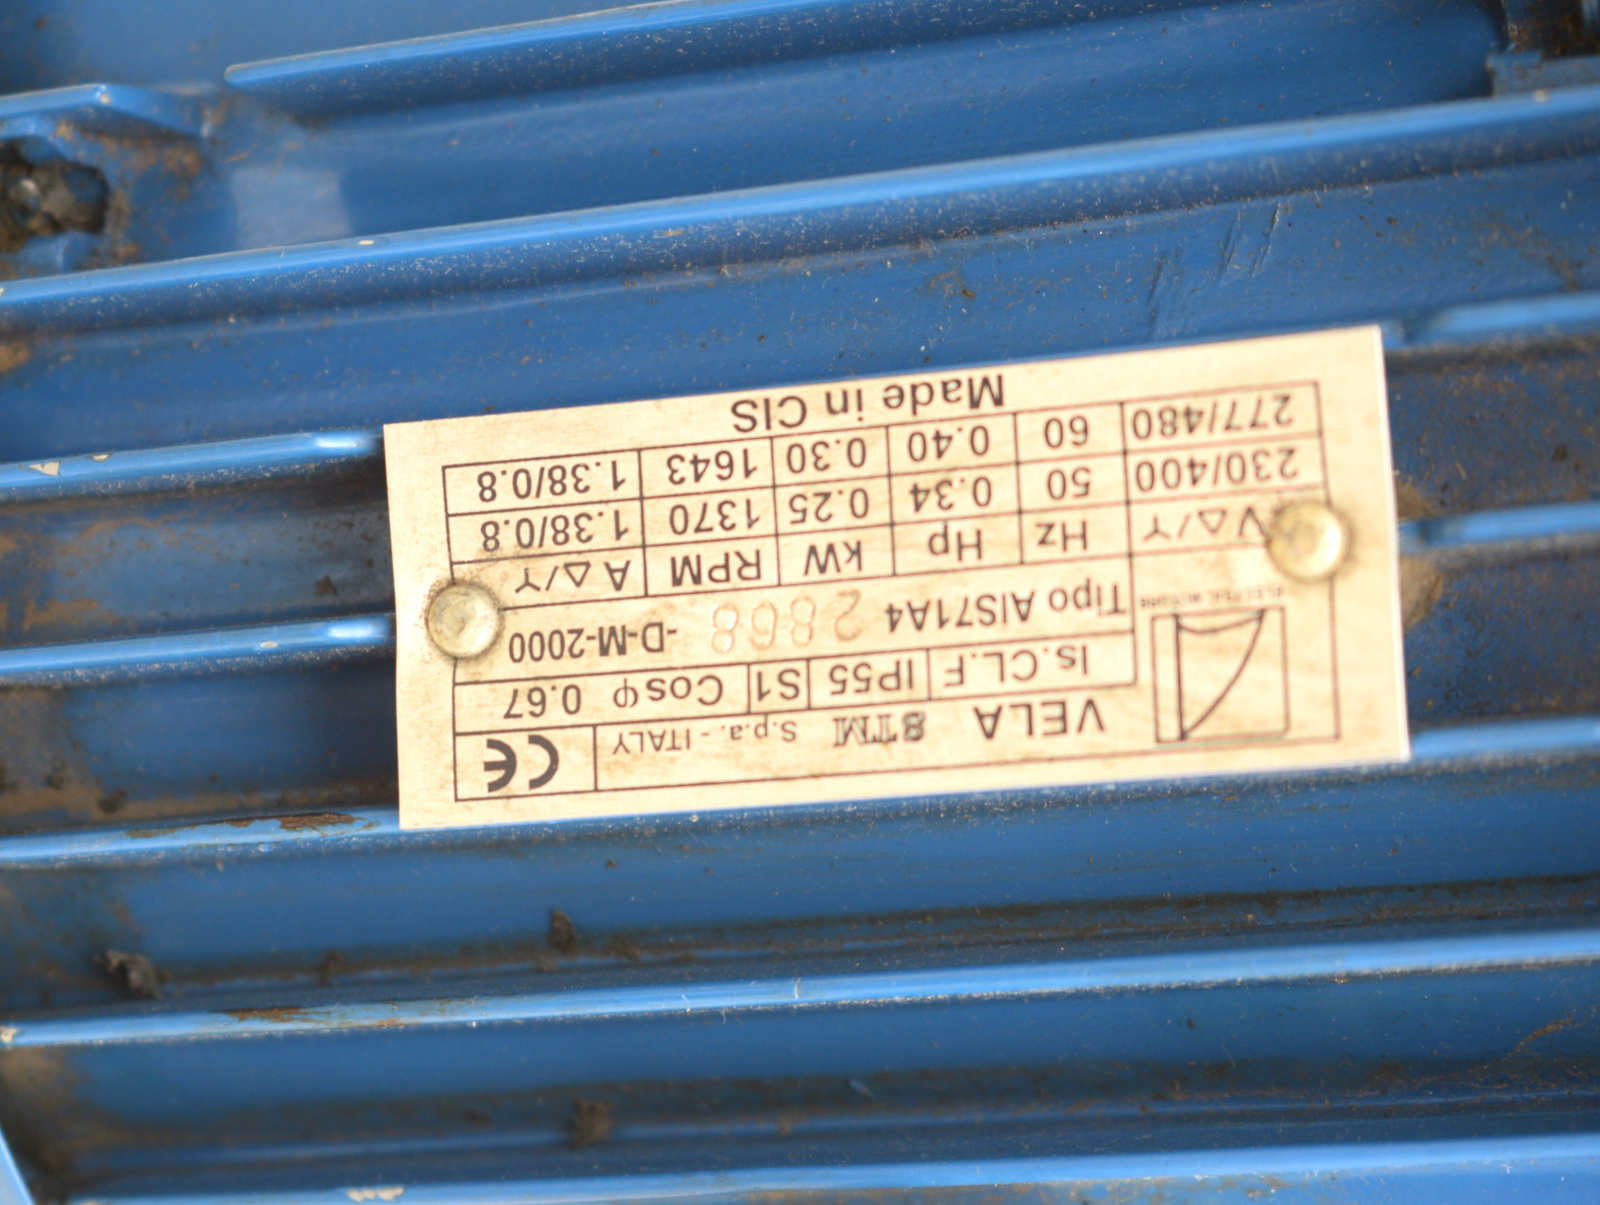 VELA STM S.p.a. - ITALY CE
ELECTRIC MOTORS
Is.CL.F IP55 S1 Cosφ 0.67
Tipo AIS71A4 2868 -D-M-2000
V△/Y Hz Hp kW RPM A △/Y
230/400 50 0.34 0.25 1370 1.38/0.8
277/480 60 0.40 0.30 1643 1.38/0.8
Made in CIS